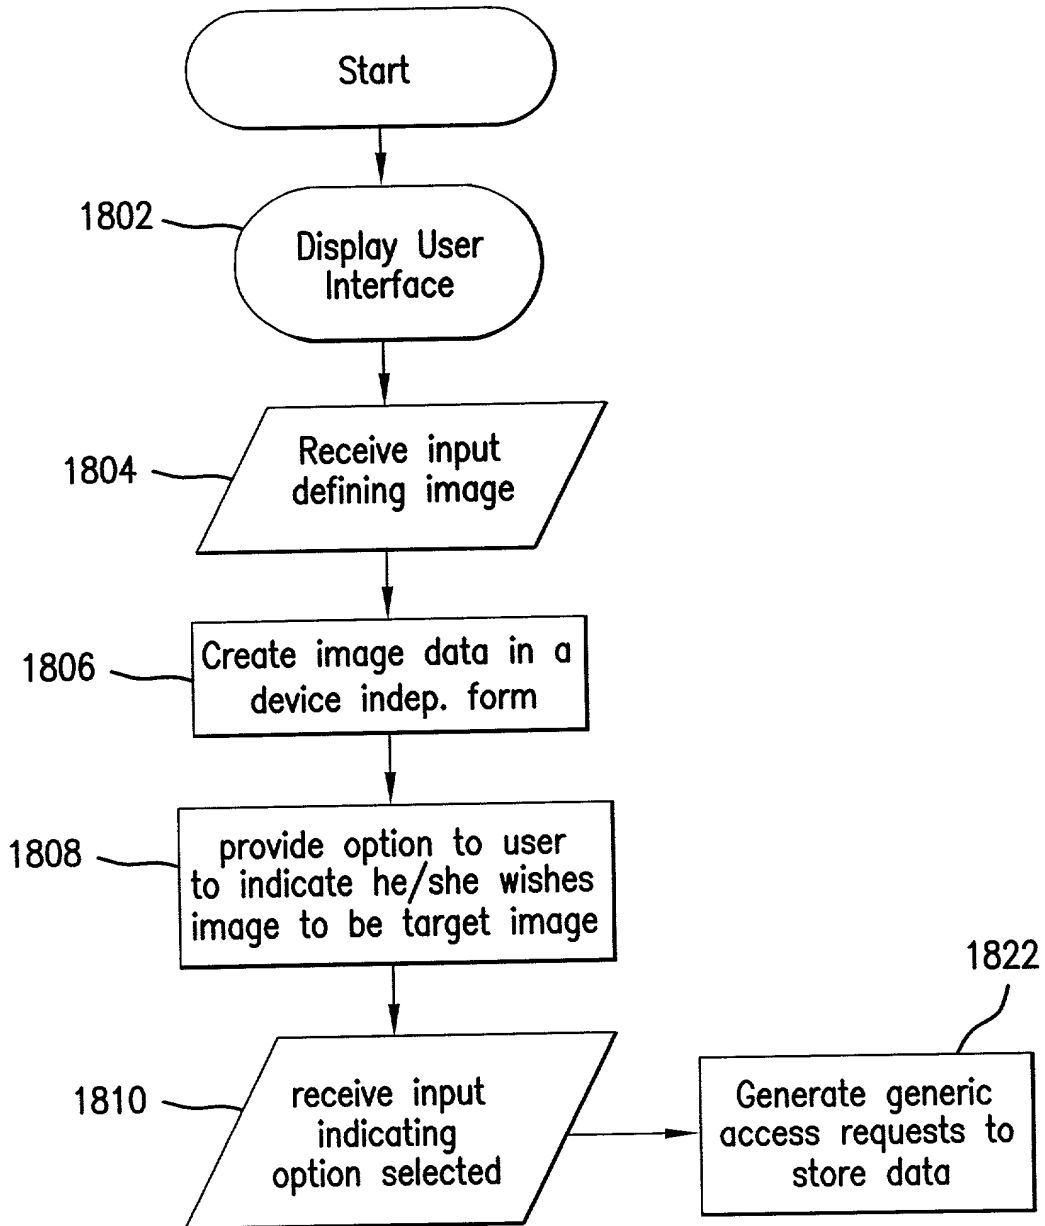 Start
1802
Display User
Interface
1804
Receive input
defining image
1806
Create image data in a
device indep. form
1808
provide option to user
to indicate he/she wishes
image to be target image
1822
1810
receive input
indicating
option selected
Generate generic
access requests to
store data